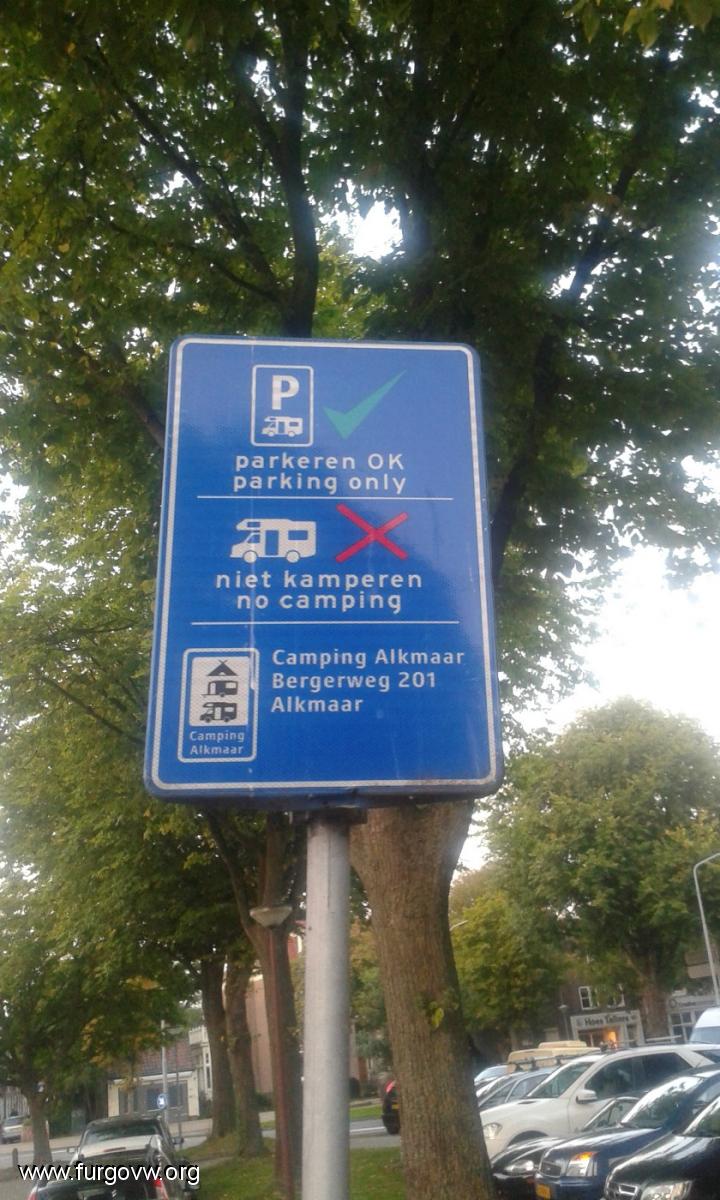 P
parkeren OK
parking only
niet kamperen
no camping
Camping Alkmaar
Bergerweg 201
Alkmaar
Camping
Alkmaar
www.furgovw.org